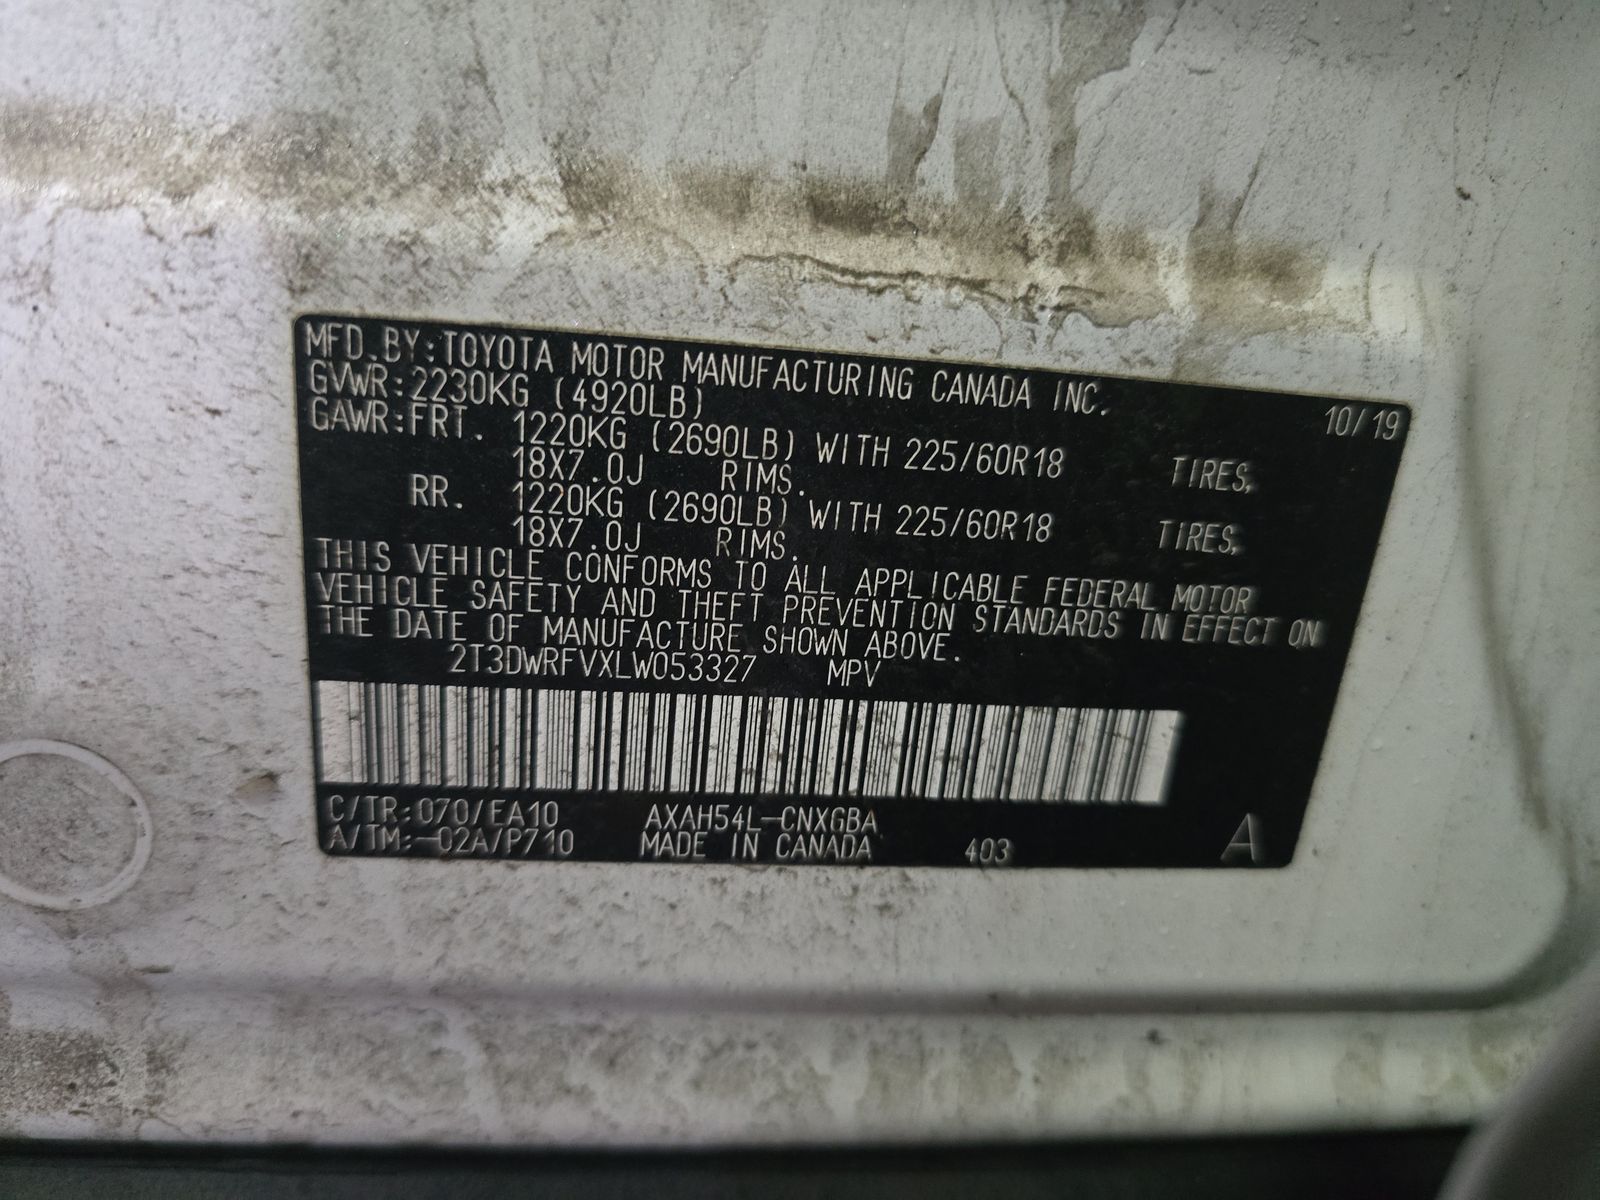 MFD.BY:TOYOTA MOTOR MANUFACTURING CANADA INC. 10/19
GVWR:2230KG (4920LB)
GAWR:FRT. 1220KG (2690LB) WITH 225/60R18 TIRES,
18X7.0J RIMS.
RR. 1220KG (2690LB) WITH 225/60R18 TIRES,
18X7.0J RIMS.
THIS VEHICLE CONFORMS TO ALL APPLICABLE FEDERAL MOTOR
VEHICLE SAFETY AND THEFT PREVENTION STANDARDS IN EFFECT ON
THE DATE OF MANUFACTURE SHOWN ABOVE.
2T3DWRFVXLW053327 MPV
C/TR:070/EA10 AXAH54L-CNXGBA
A/TM:-02A/P710 MADE IN CANADA 403 A